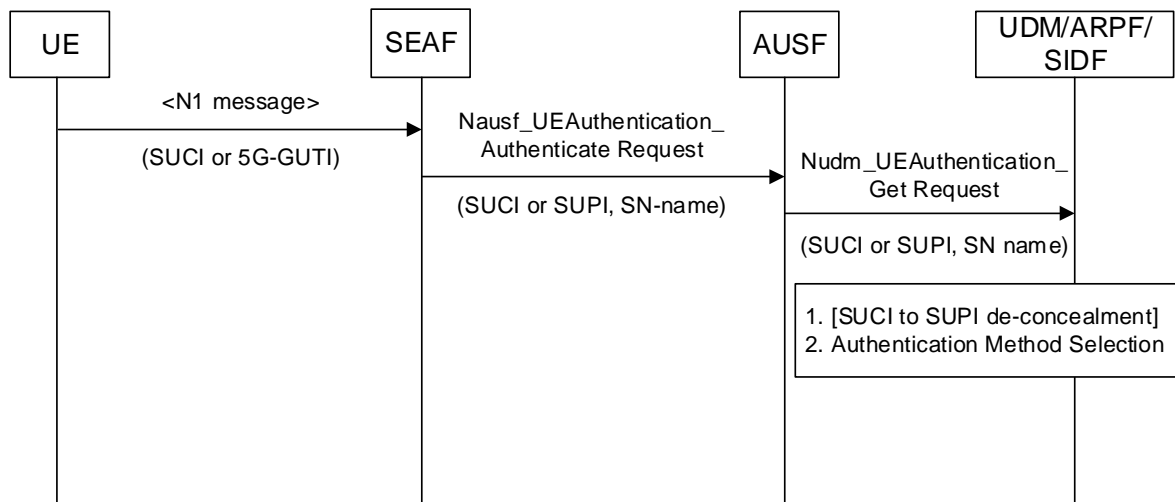 UE
SEAF
AUSF
UDM/ARPF/
SIDF
<N1 message>
(SUCI or 5G-GUTI)
Nausf_UEAuthentication_
Authenticate Request
(SUCI or SUPI, SN-name)
Nudm_UEAuthentication_
Get Request
(SUCI or SUPI, SN name)
1. [SUCI to SUPI de-concealment]
2. Authentication Method Selection